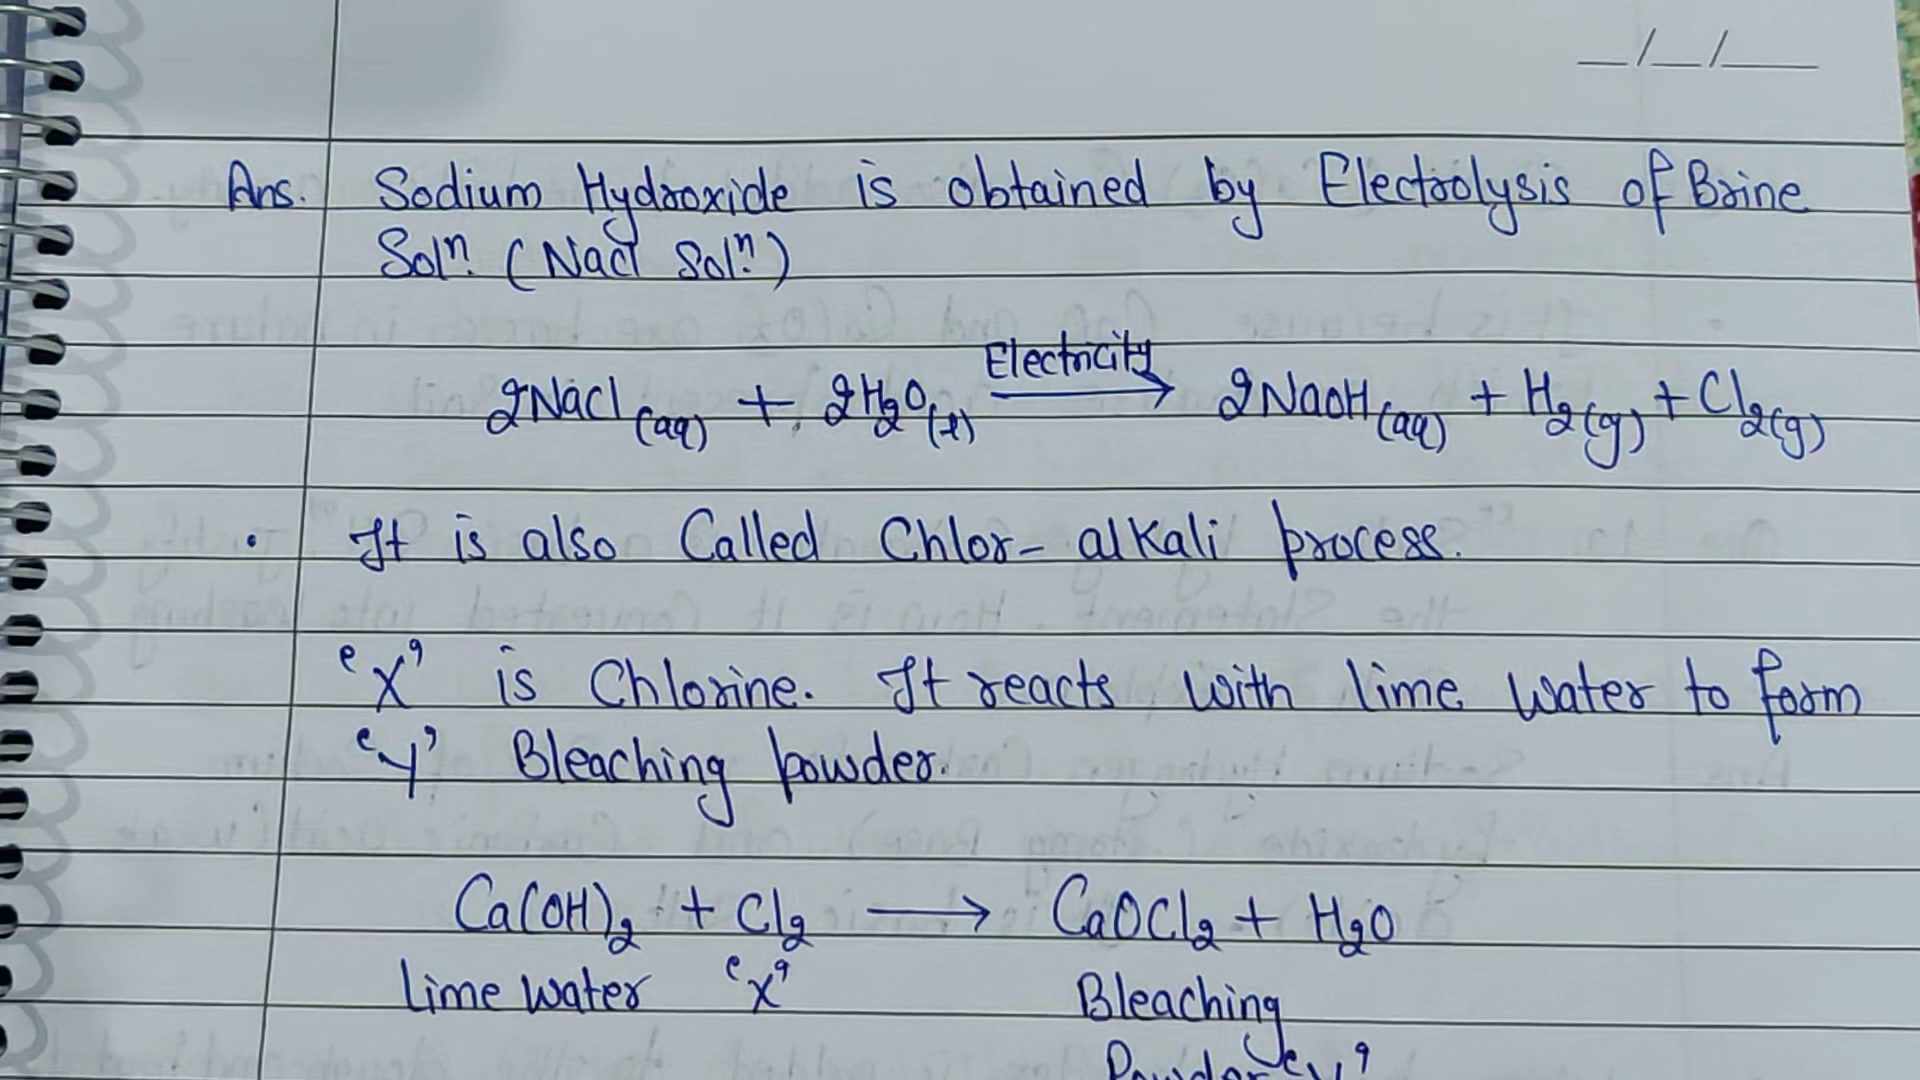 __/__/____
Ans. Sodium Hydroxide is obtained by Electrolysis of Brine
Solⁿ. (Nacl Solⁿ.)
Electricity
2Nacl(aq) + 2H₂O(l) → 2NaOH(aq) + H₂(g) + Cl₂(g)
• It is also Called Chlor-alkali process.
'X' is Chlorine. It reacts with lime water to form
'Y' Bleaching powder.
Ca(OH)₂ + Cl₂ → CaOCl₂ + H₂O
lime water 'X' Bleaching
Powder 'Y'